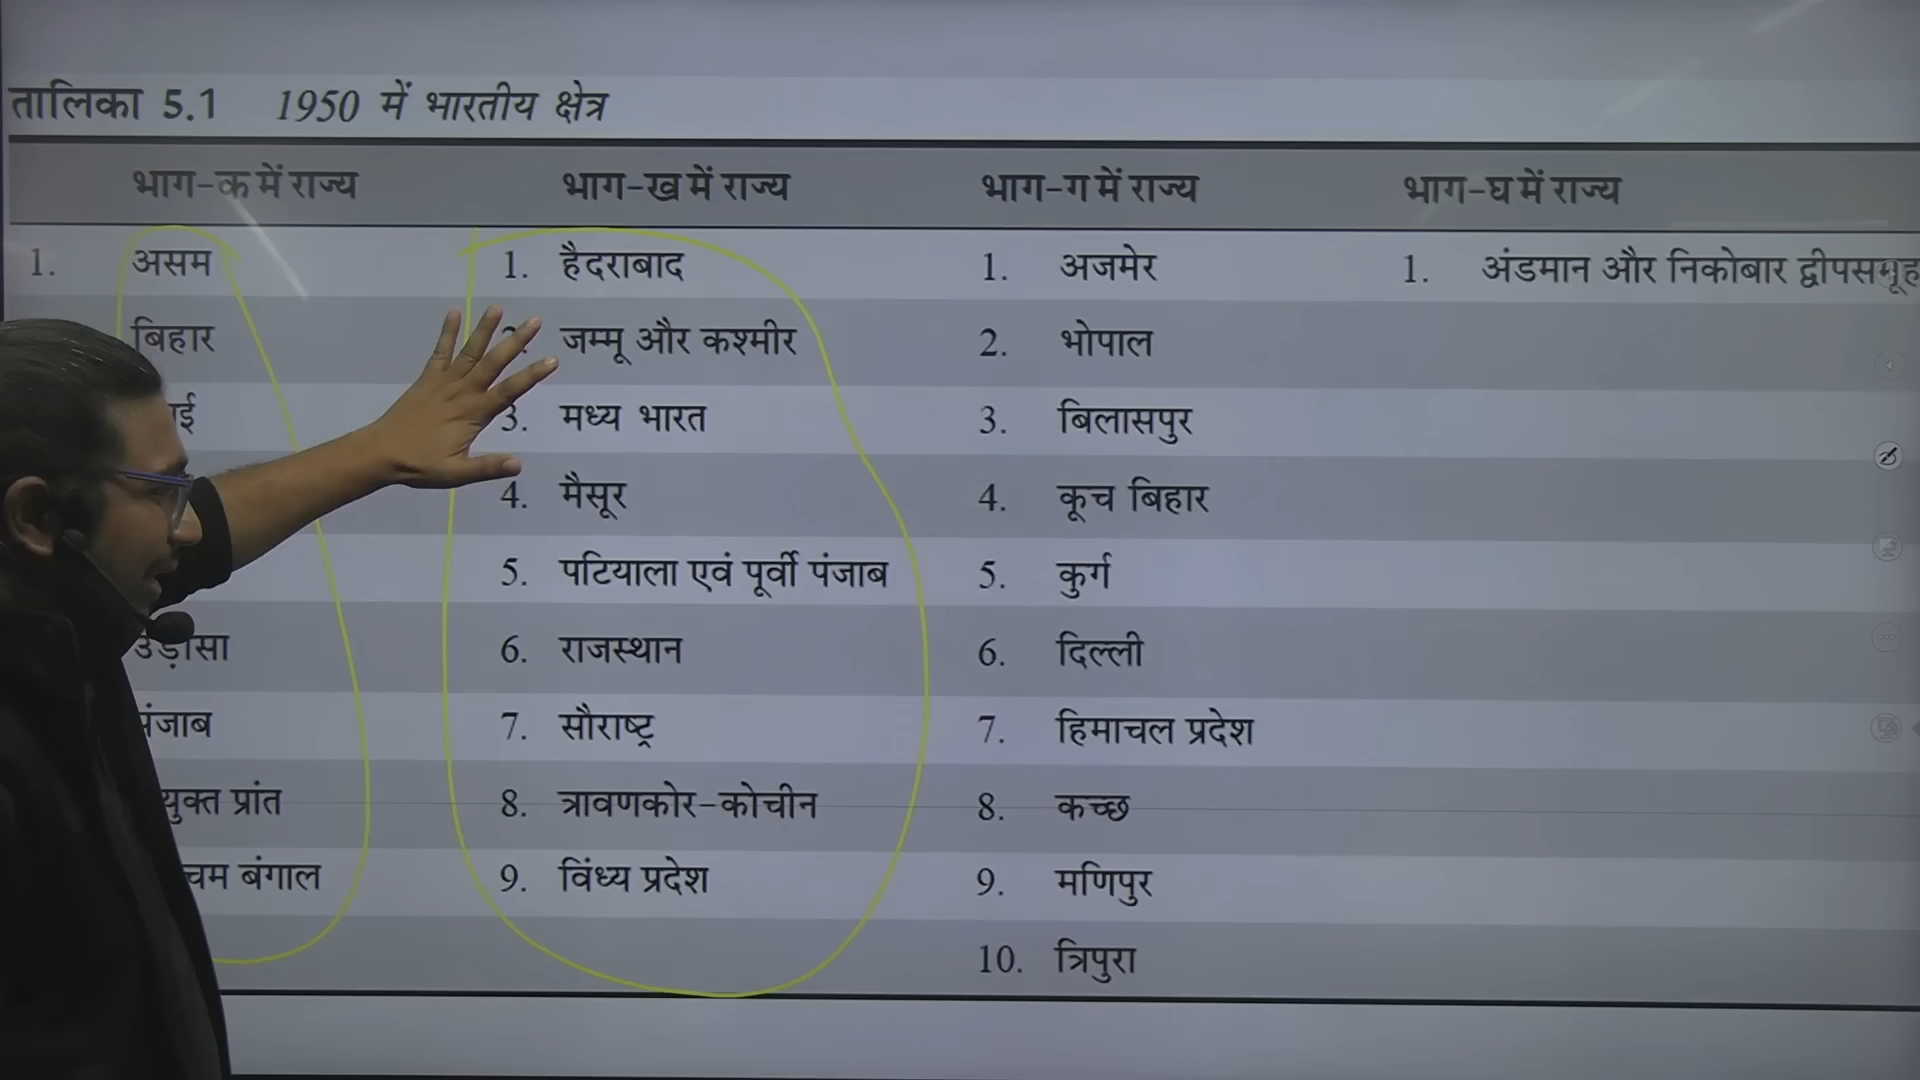 तालिका 5.1 1950 में भारतीय क्षेत्र
भाग-क में राज्य भाग-ख में राज्य भाग-ग में राज्य भाग-घ में राज्य
1. असम 1. हैदराबाद 1. अजमेर 1. अंडमान और निकोबार द्वीपसमूह
बिहार जम्मू और कश्मीर 2. भोपाल
3. मध्य भारत 3. बिलासपुर
4. मैसूर 4. कूच बिहार
5. पटियाला एवं पूर्वी पंजाब 5. कुर्ग
उड़ीसा 6. राजस्थान 6. दिल्ली
पंजाब 7. सौराष्ट्र 7. हिमाचल प्रदेश
प्रांत 8. त्रावणकोर-कोचीन 8. कच्छ
बंगाल 9. विंध्य प्रदेश 9. मणिपुर
10. त्रिपुरा